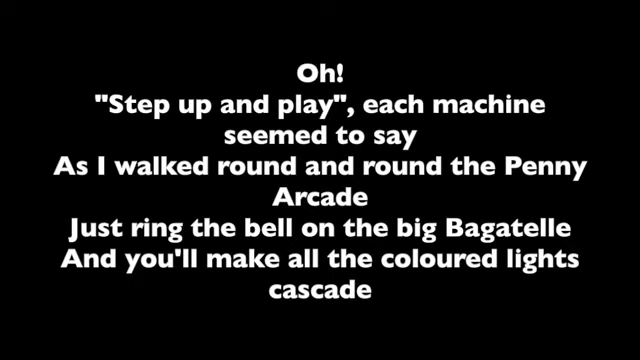 Oh!
"Step up and play", each machine
seemed to say
As I walked round and round the Penny
Arcade
Just ring the bell on the big Bagatelle
And you'll make all the coloured lights
cascade